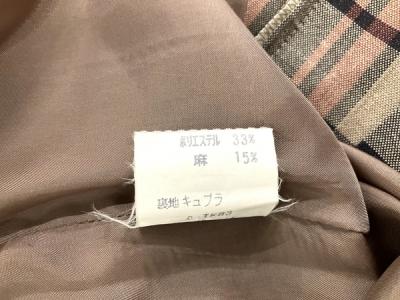 ポリエステル 33%
麻 15%
裏地 キュプラ